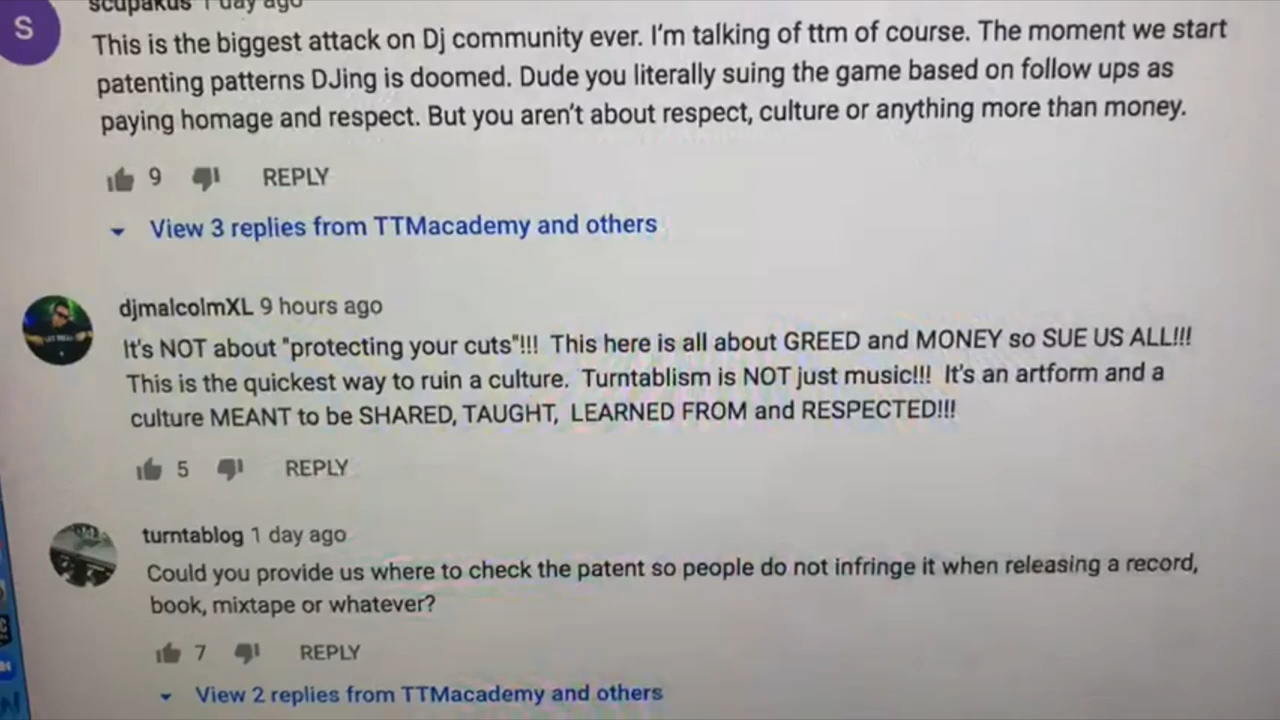 S
scupakus 1 day ago
This is the biggest attack on Dj community ever. I'm talking of ttm of course. The moment we start
patenting patterns DJing is doomed. Dude you literally suing the game based on follow ups as
paying homage and respect. But you aren't about respect, culture or anything more than money.
9 REPLY
View 3 replies from TTMacademy and others
djmalcolmXL 9 hours ago
It's NOT about "protecting your cuts"!!! This here is all about GREED and MONEY so SUE US ALL!!!
This is the quickest way to ruin a culture. Turntablism is NOT just music!!! It's an artform and a
culture MEANT to be SHARED, TAUGHT, LEARNED FROM and RESPECTED!!!
5 REPLY
turntablog 1 day ago
Could you provide us where to check the patent so people do not infringe it when releasing a record,
book, mixtape or whatever?
7 REPLY
View 2 replies from TTMacademy and others